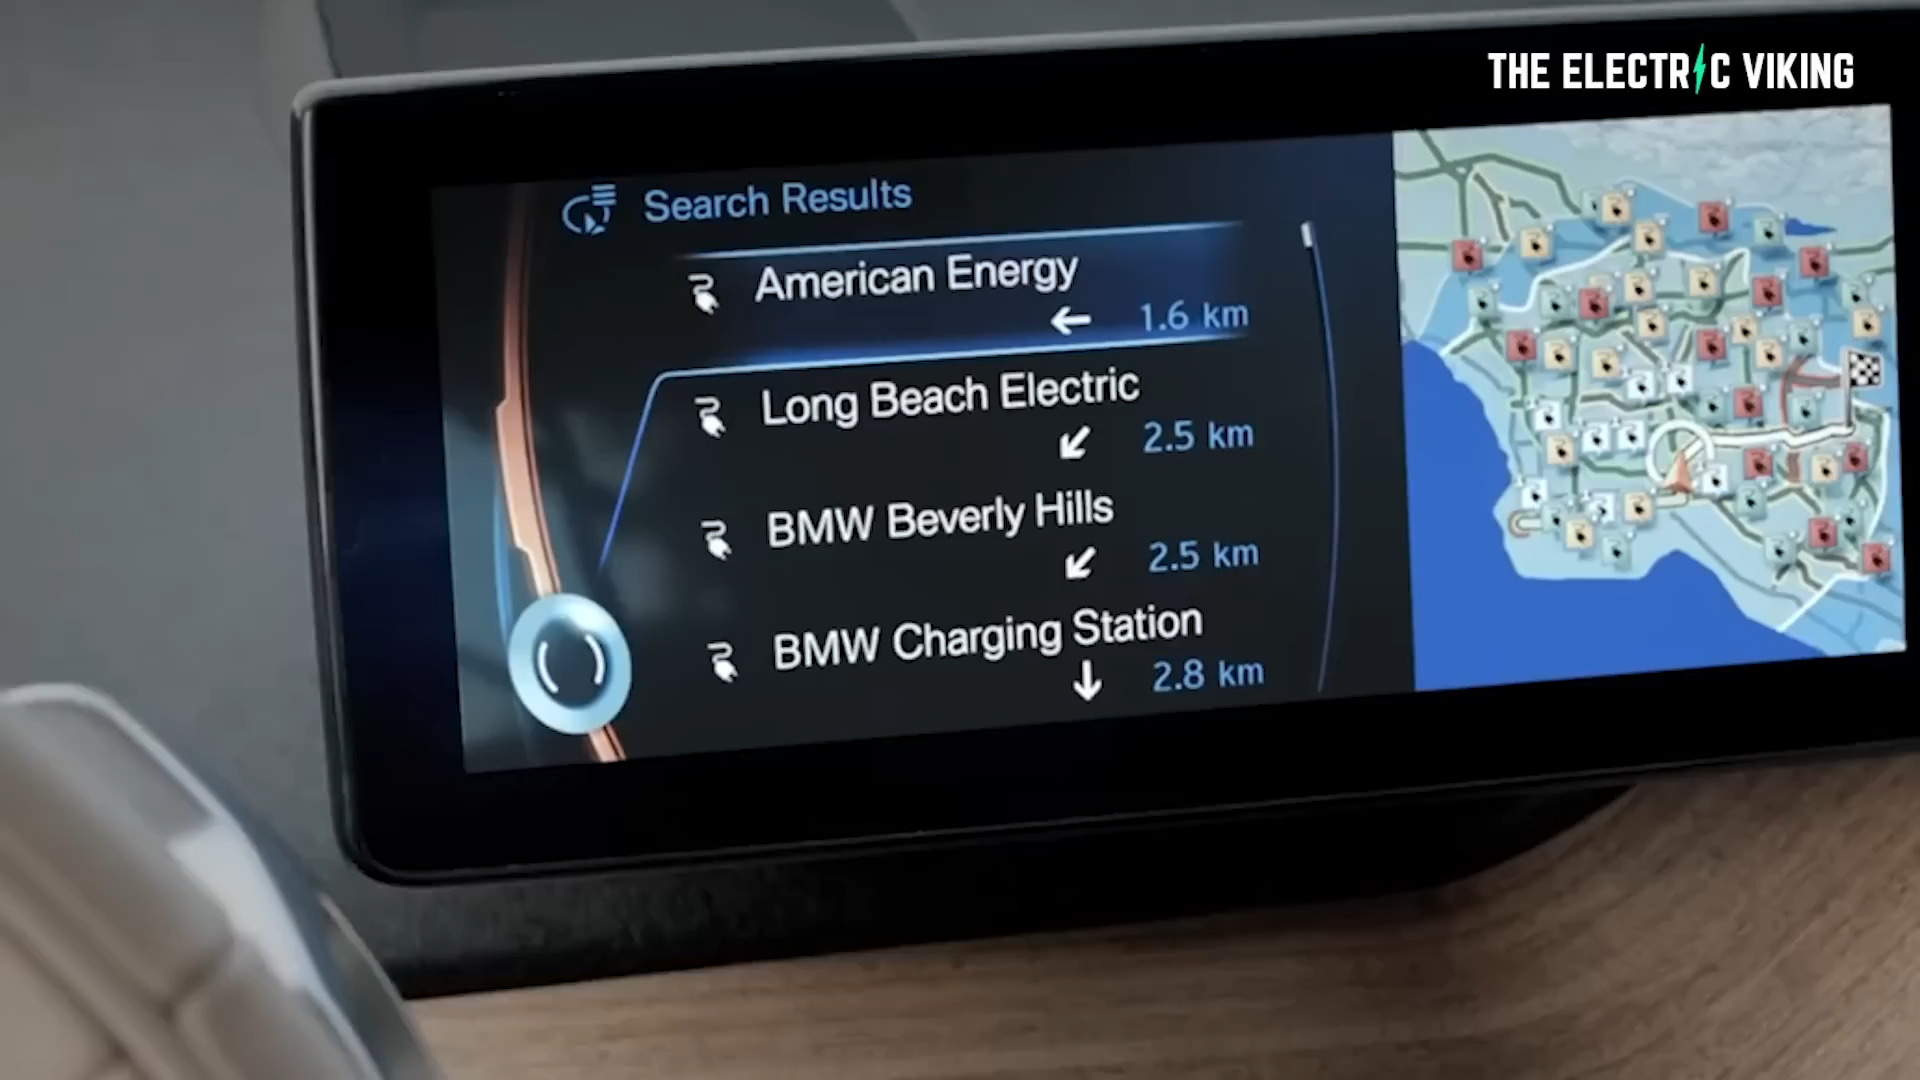 THE ELECTRIC VIKING
Search Results
American Energy
1.6 km
Long Beach Electric
2.5 km
BMW Beverly Hills
2.5 km
BMW Charging Station
2.8 km